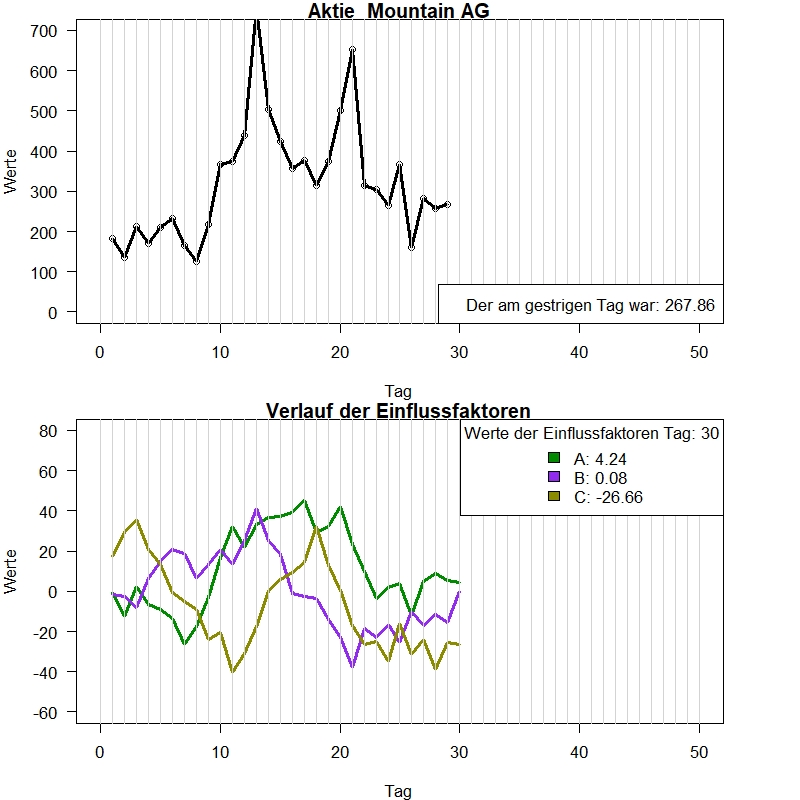 Aktie  Mountain AG
700
600
500
400
300
200
100
0
Werte
Der am gestrigen Tag war: 267.86
0 10 20 30 40 50
Tag
Verlauf der Einflussfaktoren
80
60
40
20
0
-20
-40
-60
Werte
Werte der Einflussfaktoren Tag: 30
A: 4.24
B: 0.08
C: -26.66
0 10 20 30 40 50
Tag